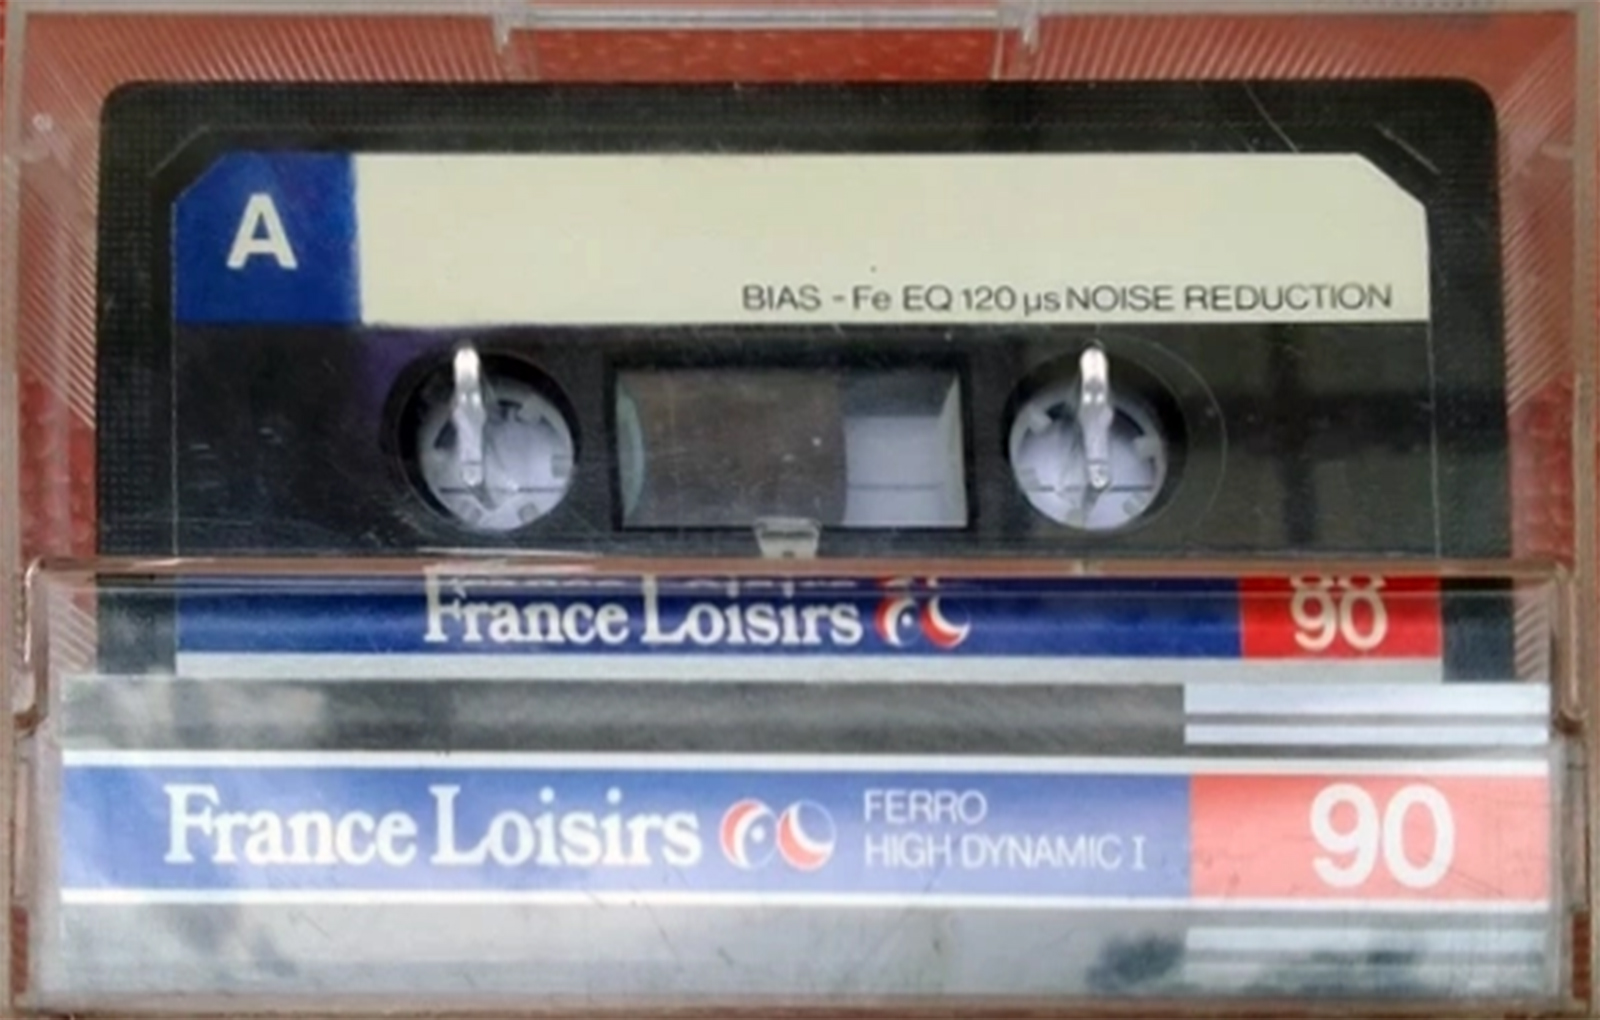 A
BIAS - Fe EQ 120 µs NOISE REDUCTION
France Loisirs
90
France Loisirs
FERRO
HIGH DYNAMIC I
90